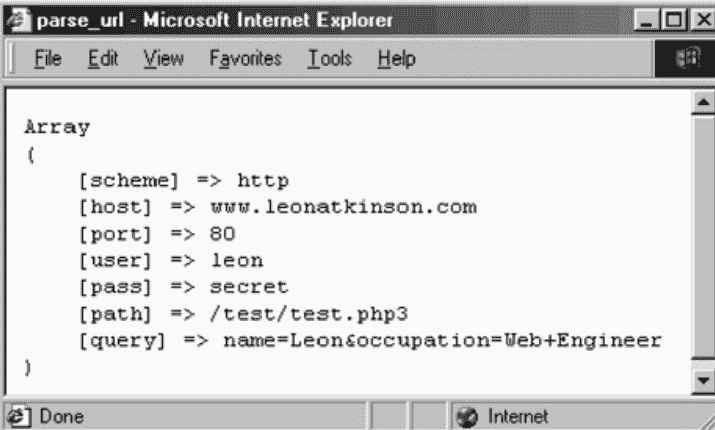 parse_url - Microsoft Internet Explorer
File Edit View Favorites Tools Help
Array
(
[scheme] => http
[host] => www.leonatkinson.com
[port] => 80
[user] => leon
[pass] => secret
[path] => /test/test.php3
[query] => name=Leon&occupation=Web+Engineer
)
Done Internet